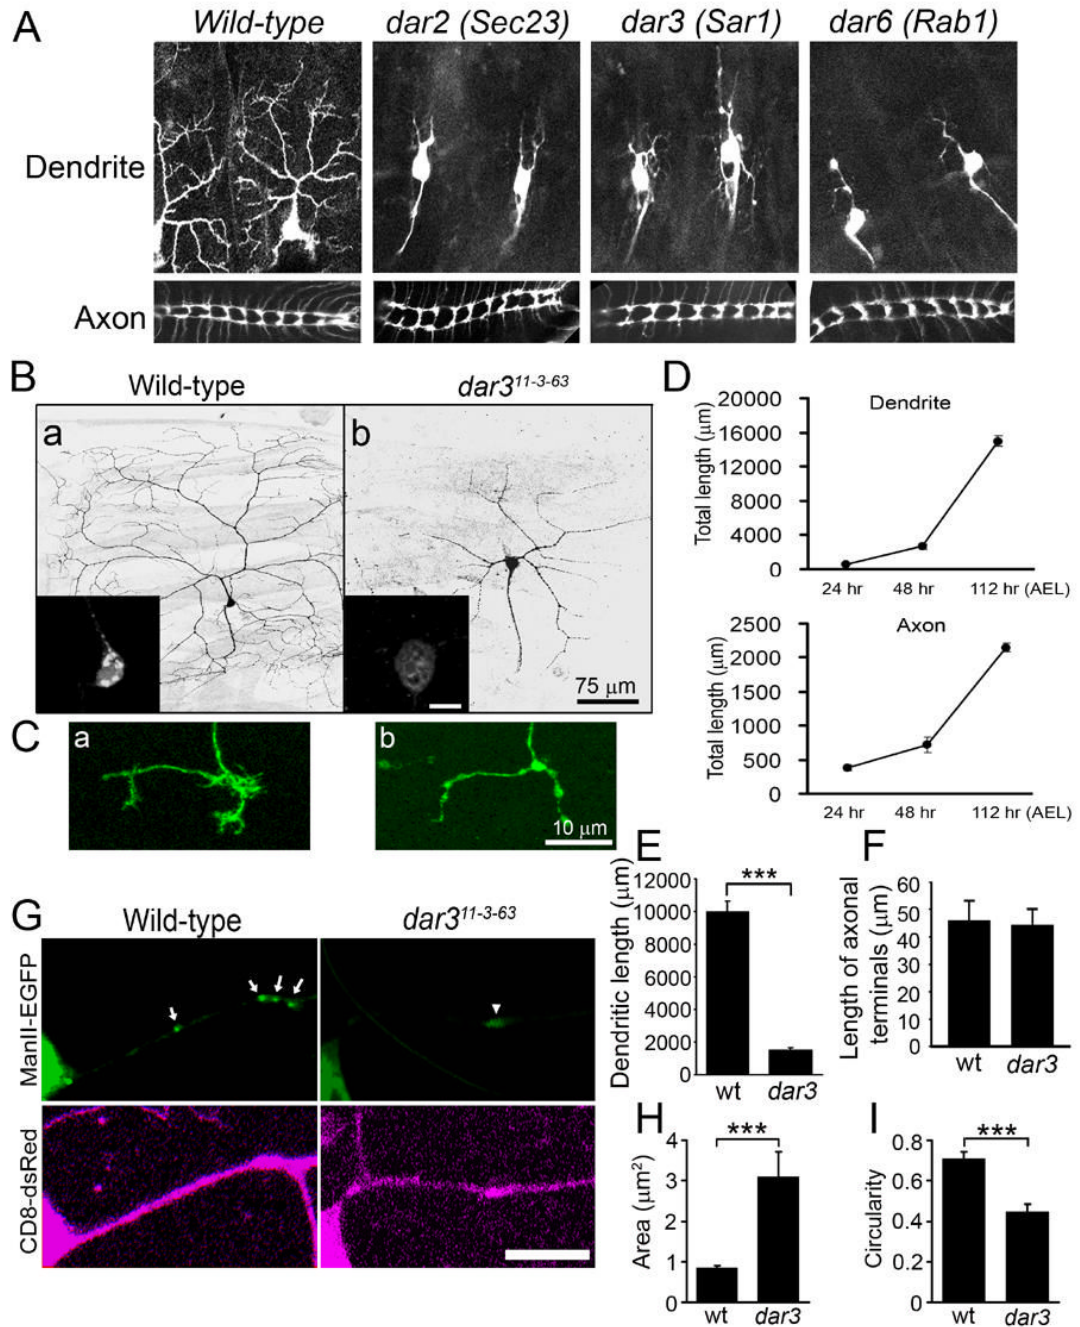 A
Wild-type
dar2 (Sec23)
dar3 (Sar1)
dar6 (Rab1)
Dendrite
Axon
B
Wild-type
dar3¹¹⁻³⁻⁶³
a
b
75 μm
C
a
b
10 μm
D
Dendrite
Total length (μm)
20000
16000
12000
8000
4000
0
24 hr
48 hr
112 hr (AEL)
Axon
Total length (μm)
2500
2000
1500
1000
500
0
24 hr
48 hr
112 hr (AEL)
E
Dendritic length (μm)
12000
10000
8000
6000
4000
2000
0
***
wt
dar3
F
Length of axonal
terminals (μm)
60
50
40
30
20
10
0
wt
dar3
G
Wild-type
dar3¹¹⁻³⁻⁶³
ManII-EGFP
CD8-dsRed
H
Area (μm²)
4
3
2
1
0
***
wt
dar3
I
Circularity
0.8
0.6
0.4
0.2
0
***
wt
dar3